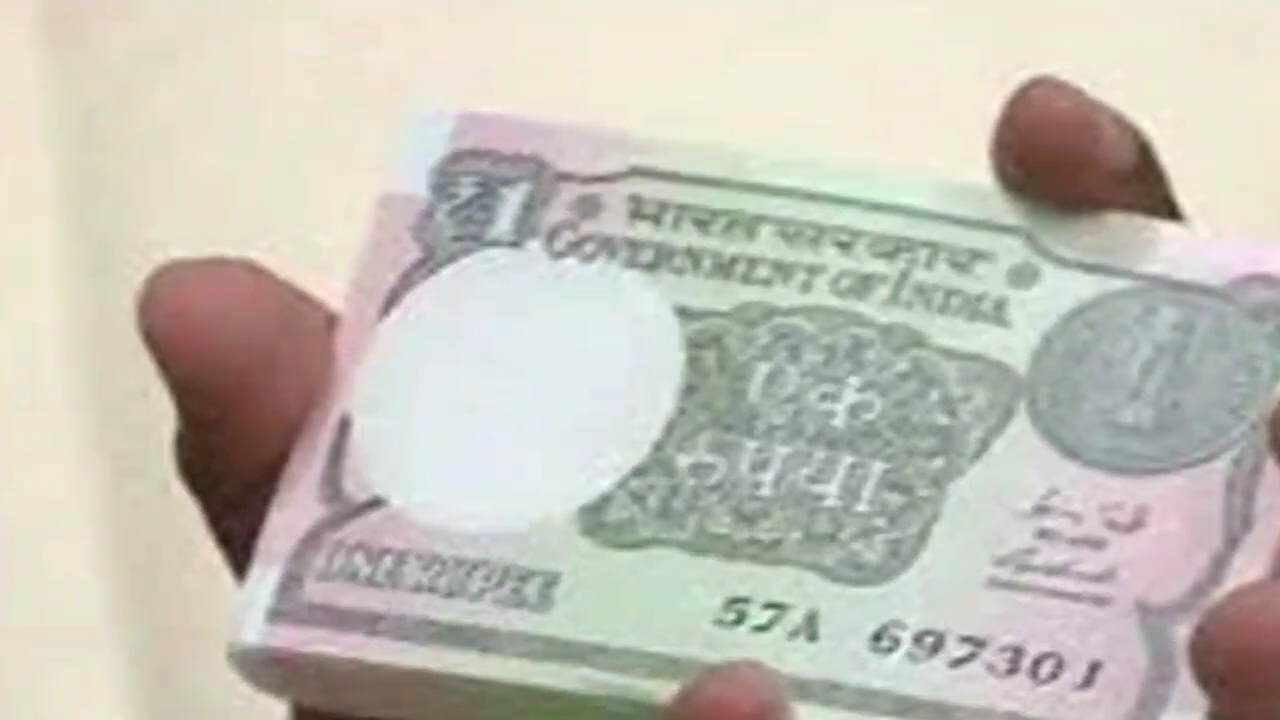 ₹1
भारत सरकार
GOVERNMENT OF INDIA
एक
रुपया
ONE RUPEE
57A 697301